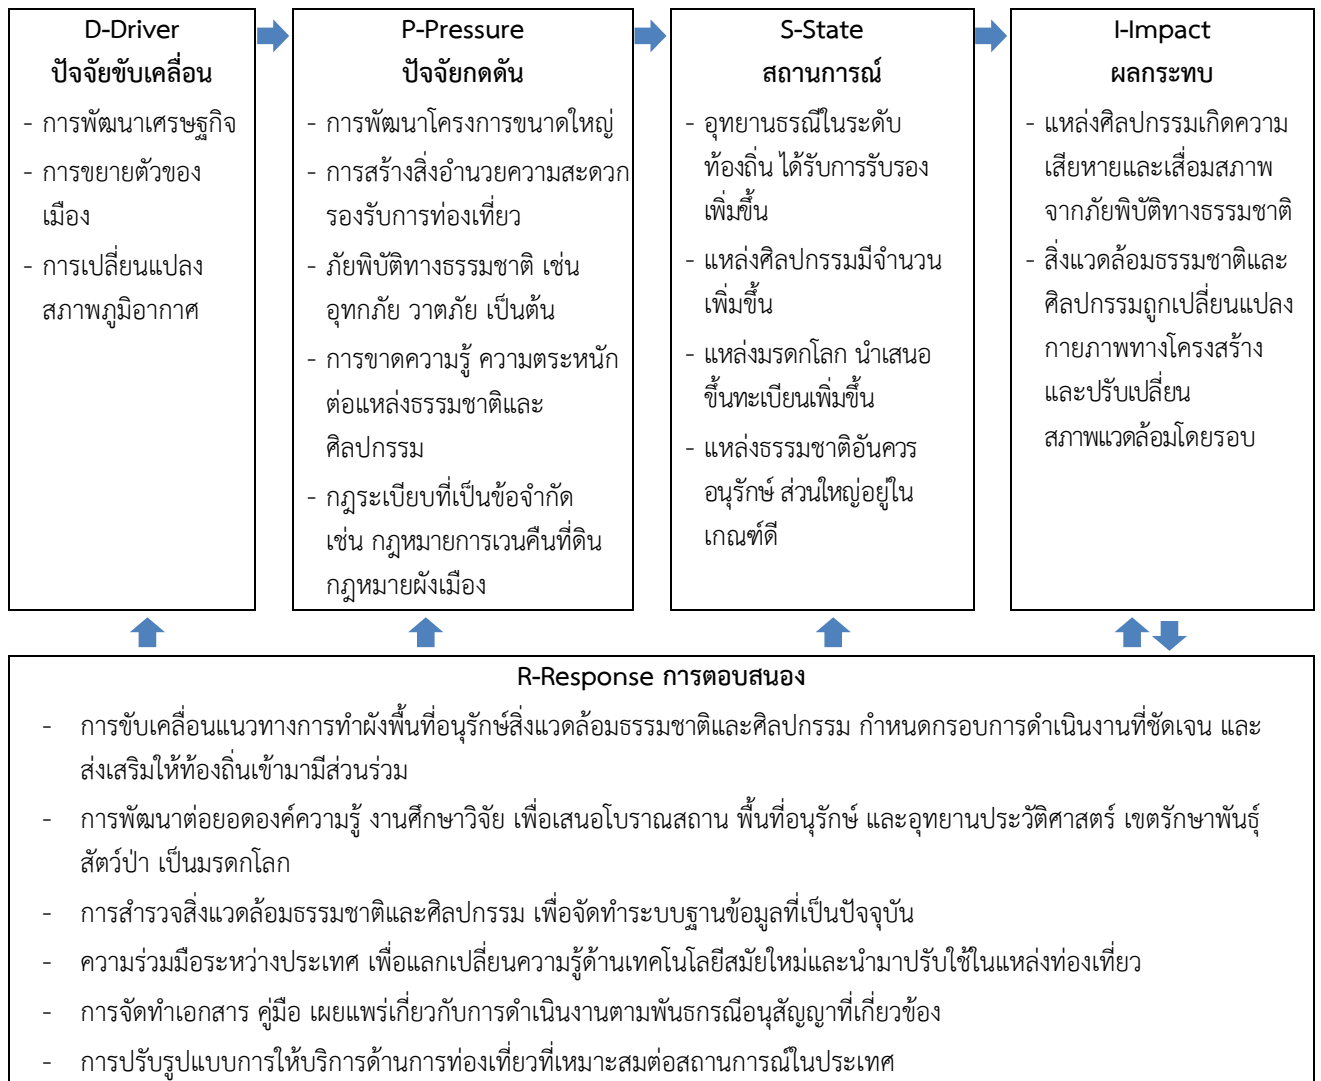 D-Driver
ปัจจัยขับเคลื่อน
- การพัฒนาเศรษฐกิจ
- การขยายตัวของ
เมือง
- การเปลี่ยนแปลง
สภาพภูมิอากาศ
P-Pressure
ปัจจัยกดดัน
- การพัฒนาโครงการขนาดใหญ่
- การสร้างสิ่งอำนวยความสะดวก
รองรับการท่องเที่ยว
- ภัยพิบัติทางธรรมชาติ เช่น
อุทกภัย วาตภัย เป็นต้น
- การขาดความรู้ ความตระหนัก
ต่อแหล่งธรรมชาติและ
ศิลปกรรม
- กฎระเบียบที่เป็นข้อจำกัด
เช่น กฎหมายการเวนคืนที่ดิน
กฎหมายผังเมือง
S-State
สถานการณ์
- อุทยานธรณีในระดับ
ท้องถิ่น ได้รับการรับรอง
เพิ่มขึ้น
- แหล่งศิลปกรรมมีจำนวน
เพิ่มขึ้น
- แหล่งมรดกโลก นำเสนอ
ขึ้นทะเบียนเพิ่มขึ้น
- แหล่งธรรมชาติอันควร
อนุรักษ์ ส่วนใหญ่อยู่ใน
เกณฑ์ดี
I-Impact
ผลกระทบ
- แหล่งศิลปกรรมเกิดความ
เสียหายและเสื่อมสภาพ
จากภัยพิบัติทางธรรมชาติ
- สิ่งแวดล้อมธรรมชาติและ
ศิลปกรรมถูกเปลี่ยนแปลง
กายภาพทางโครงสร้าง
และปรับเปลี่ยน
สภาพแวดล้อมโดยรอบ
R-Response การตอบสนอง
- การขับเคลื่อนแนวทางการทำผังพื้นที่อนุรักษ์สิ่งแวดล้อมธรรมชาติและศิลปกรรม กำหนดกรอบการดำเนินงานที่ชัดเจน และ
ส่งเสริมให้ท้องถิ่นเข้ามามีส่วนร่วม
- การพัฒนาต่อยอดองค์ความรู้ งานศึกษาวิจัย เพื่อเสนอโบราณสถาน พื้นที่อนุรักษ์ และอุทยานประวัติศาสตร์ เขตรักษาพันธุ์
สัตว์ป่า เป็นมรดกโลก
- การสำรวจสิ่งแวดล้อมธรรมชาติและศิลปกรรม เพื่อจัดทำระบบฐานข้อมูลที่เป็นปัจจุบัน
- ความร่วมมือระหว่างประเทศ เพื่อแลกเปลี่ยนความรู้ด้านเทคโนโลยีสมัยใหม่และนำมาปรับใช้ในแหล่งท่องเที่ยว
- การจัดทำเอกสาร คู่มือ เผยแพร่เกี่ยวกับการดำเนินงานตามพันธกรณีอนุสัญญาที่เกี่ยวข้อง
- การปรับรูปแบบการให้บริการด้านการท่องเที่ยวที่เหมาะสมต่อสถานการณ์ในประเทศ